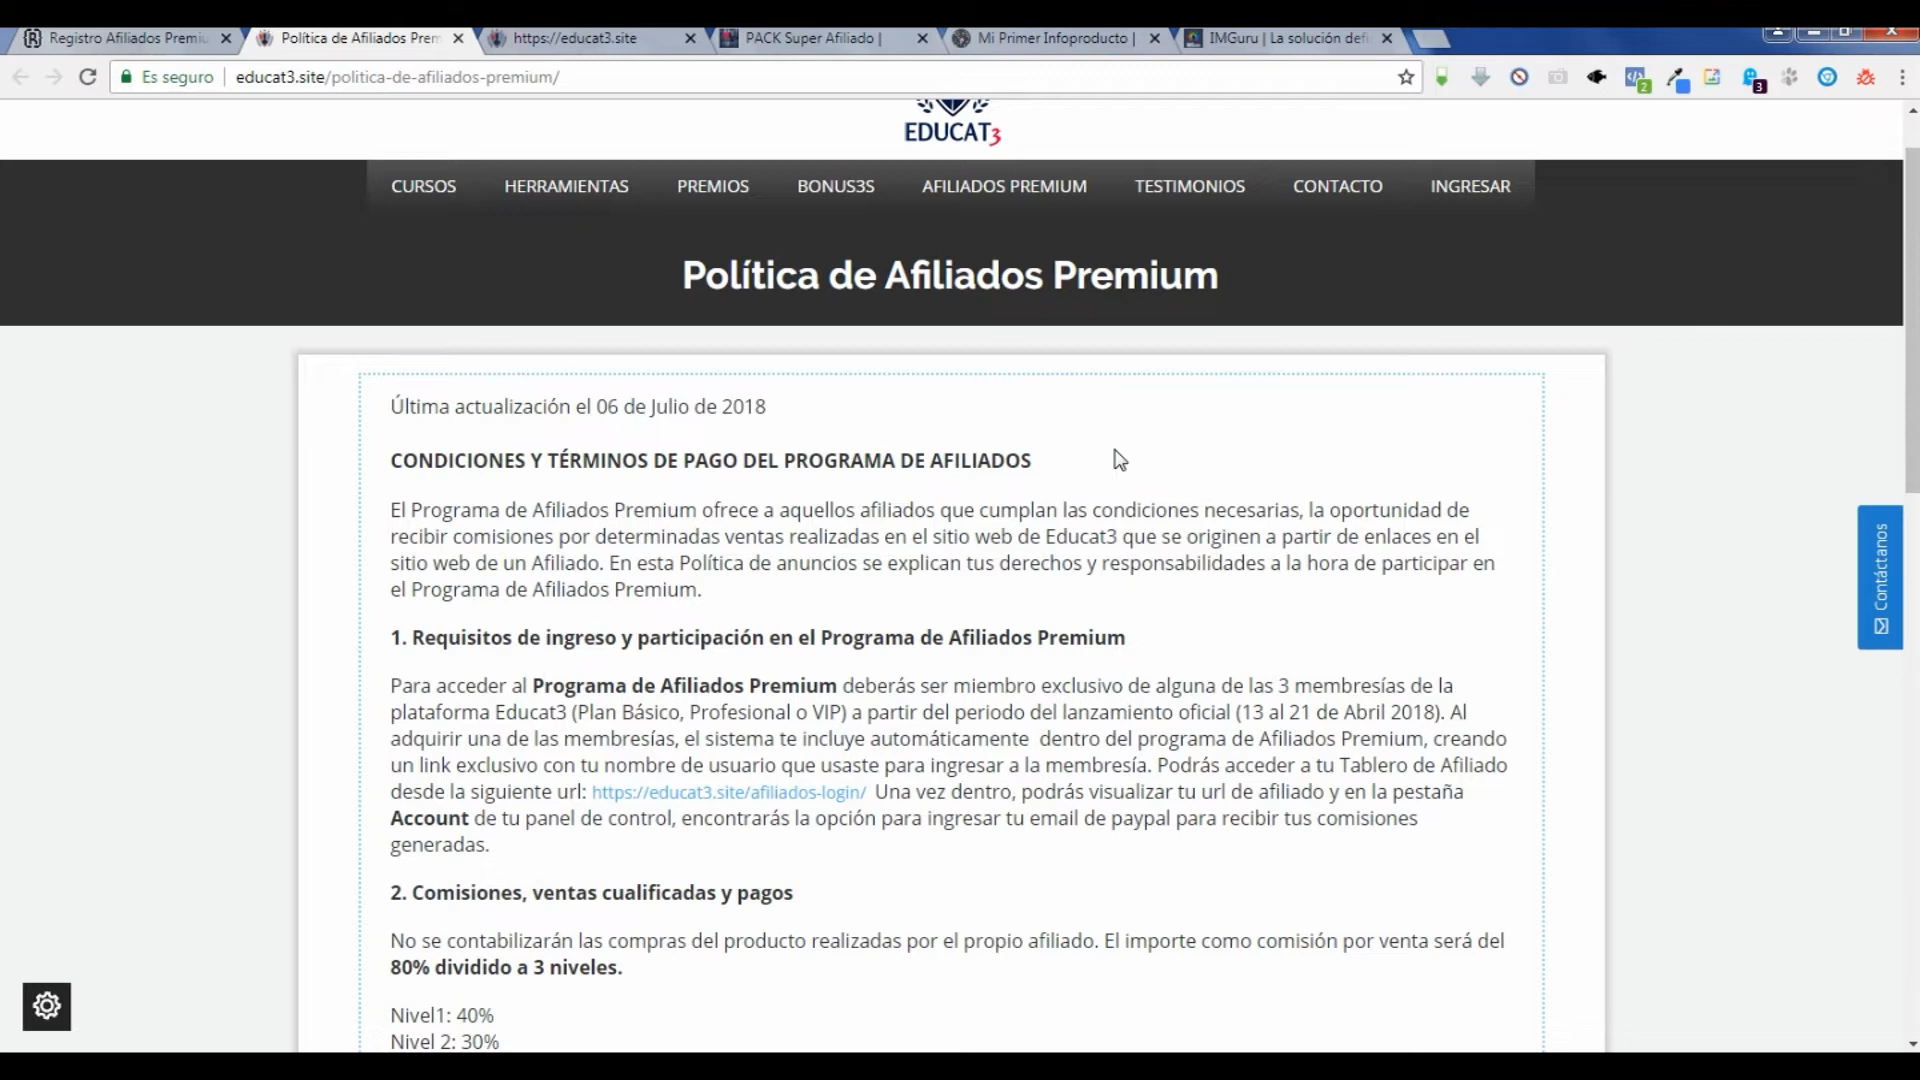 Registro Afiliados Premiu
Política de Afiliados Prem
https://educat3.site
PACK Super Afiliado |
Mi Primer Infoproducto |
IMGuru | La solución defi
Es seguro
educat3.site/politica-de-afiliados-premium/
2
3
EDUCAT3
CURSOS
HERRAMIENTAS
PREMIOS
BONUS3S
AFILIADOS PREMIUM
TESTIMONIOS
CONTACTO
INGRESAR
Política de Afiliados Premium
Última actualización el 06 de Julio de 2018
CONDICIONES Y TÉRMINOS DE PAGO DEL PROGRAMA DE AFILIADOS
El Programa de Afiliados Premium ofrece a aquellos afiliados que cumplan las condiciones necesarias, la oportunidad de
recibir comisiones por determinadas ventas realizadas en el sitio web de Educat3 que se originen a partir de enlaces en el
sitio web de un Afiliado. En esta Política de anuncios se explican tus derechos y responsabilidades a la hora de participar en
el Programa de Afiliados Premium.
1. Requisitos de ingreso y participación en el Programa de Afiliados Premium
Para acceder al Programa de Afiliados Premium deberás ser miembro exclusivo de alguna de las 3 membresías de la
plataforma Educat3 (Plan Básico, Profesional o VIP) a partir del periodo del lanzamiento oficial (13 al 21 de Abril 2018). Al
adquirir una de las membresías, el sistema te incluye automáticamente dentro del programa de Afiliados Premium, creando
un link exclusivo con tu nombre de usuario que usaste para ingresar a la membresía. Podrás acceder a tu Tablero de Afiliado
desde la siguiente url: https://educat3.site/afiliados-login/ Una vez dentro, podrás visualizar tu url de afiliado y en la pestaña
Account de tu panel de control, encontrarás la opción para ingresar tu email de paypal para recibir tus comisiones
generadas.
2. Comisiones, ventas cualificadas y pagos
No se contabilizarán las compras del producto realizadas por el propio afiliado. El importe como comisión por venta será del
80% dividido a 3 niveles.
Nivel1: 40%
Nivel 2: 30%
Contáctanos